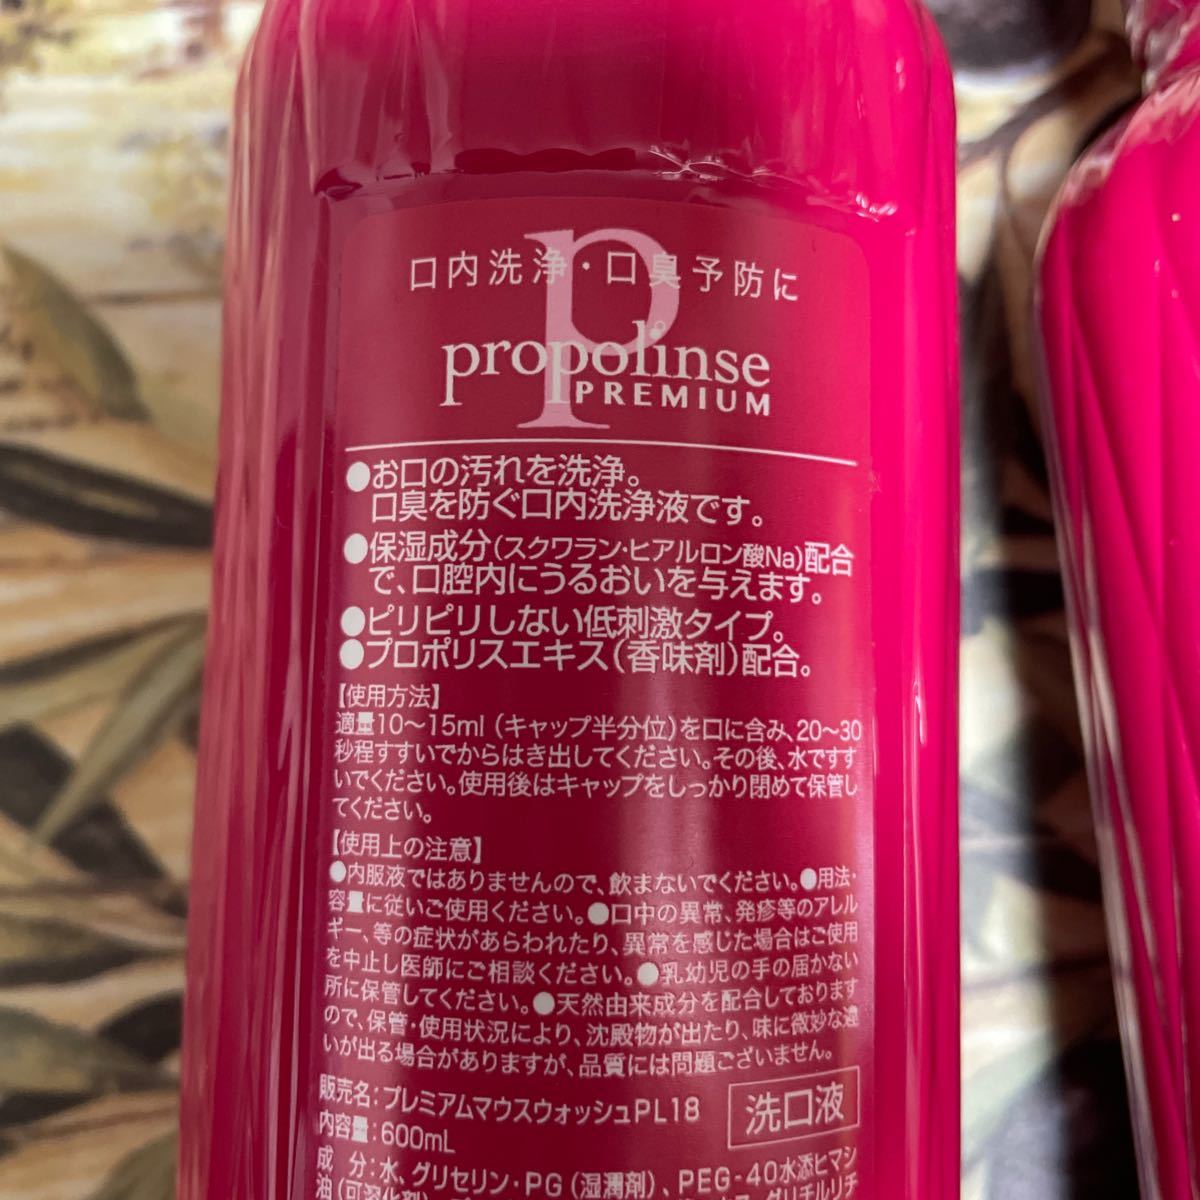 口内洗浄・口臭予防に
p
propolinse
PREMIUM
●お口の汚れを洗浄。
口臭を防ぐ口内洗浄液です。
●保湿成分(スクワラン・ヒアルロン酸Na)配合
で、口腔内にうるおいを与えます。
●ピリピリしない低刺激タイプ。
●プロポリスエキス(香味剤)配合。
【使用方法】
適量10〜15ml(キャップ半分位)を口に含み、20〜30
秒程すすいでからはき出してください。その後、水ですす
いでください。使用後はキャップをしっかり閉めて保管し
てください。
【使用上の注意】
●内服液ではありませんので、飲まないでください。●用法・
容量に従いご使用ください。●口中の異常、発疹等のアレル
ギー、等の症状があらわれたり、異常を感じた場合はご使用
を中止し医師にご相談ください。●乳幼児の手の届かない
所に保管してください。●天然由来成分を配合しております
ので、保管・使用状況により、沈殿物が出たり、味に微妙な違
いが出る場合がありますが、品質には問題ございません。
販売名:プレミアムマウスウォッシュPL18
洗口液
内容量:600mL
成 分:水、グリセリン・PG(湿潤剤)、PEG-40水添ヒマシ
油(可溶化剤)
グリチルリチ